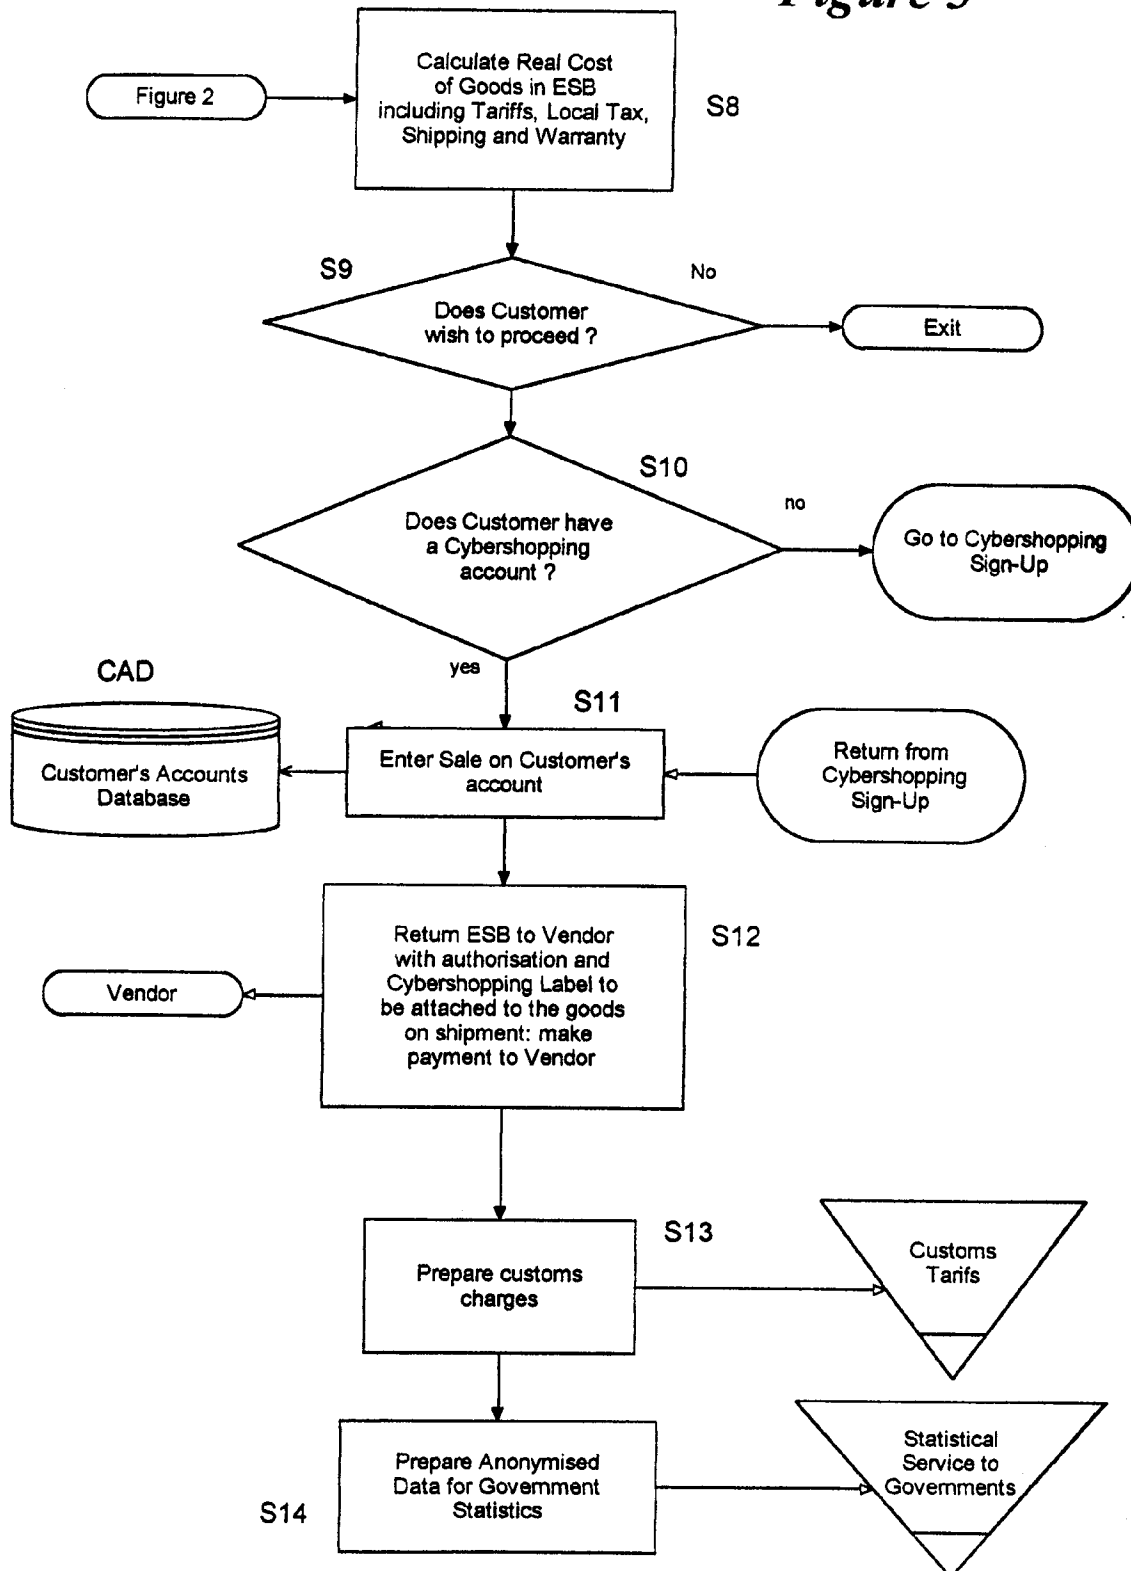 Figure 3
Calculate Real Cost
of Goods in ESB
including Tariffs, Local Tax,
Shipping and Warranty
Figure 2
S8
S9
No
Does Customer
wish to proceed ?
Exit
S10
no
Does Customer have
a Cybershopping
account ?
Go to Cybershopping
Sign-Up
yes
CAD
S11
Customer's Accounts
Database
Enter Sale on Customer's
account
Return from
Cybershopping
Sign-Up
Return ESB to Vendor
with authorisation and
Cybershopping Label to
be attached to the goods
on shipment: make
payment to Vendor
S12
Vendor
S13
Prepare customs
charges
Customs
Tarifs
Prepare Anonymised
Data for Government
Statistics
S14
Statistical
Service to
Governments